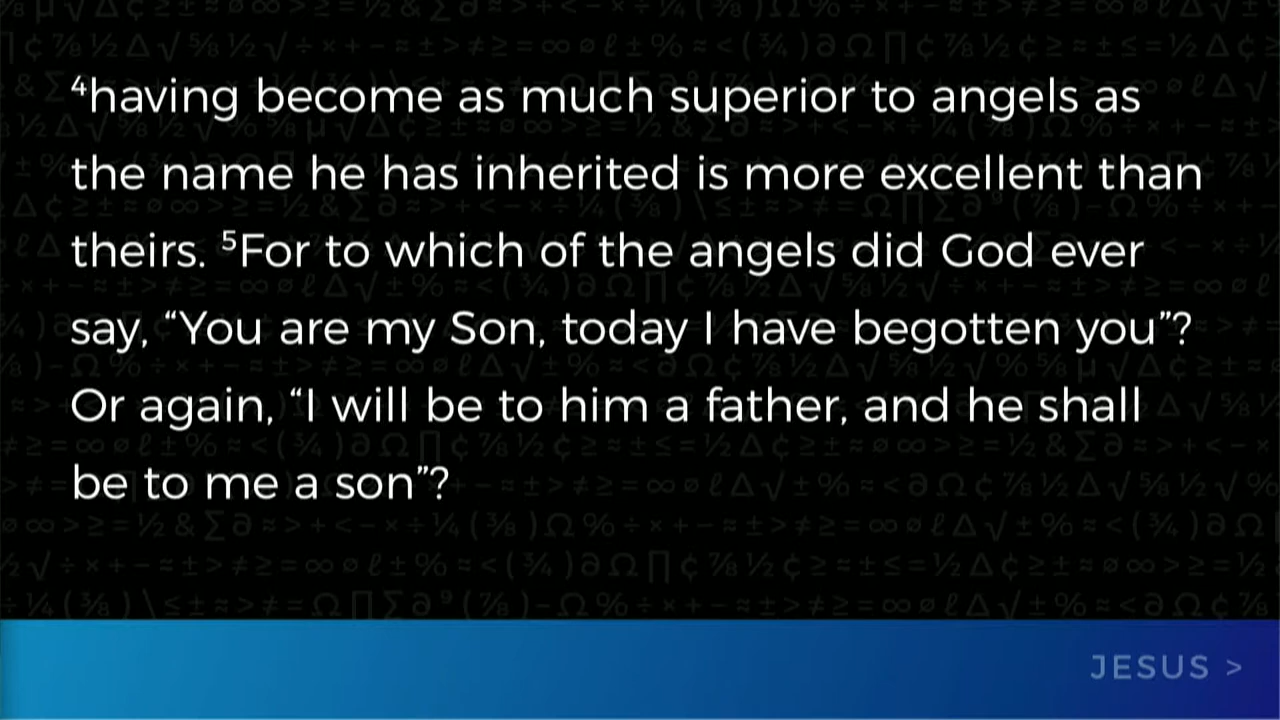 ⁴having become as much superior to angels as
the name he has inherited is more excellent than
theirs. ⁵For to which of the angels did God ever
say, “You are my Son, today I have begotten you”?
Or again, “I will be to him a father, and he shall
be to me a son”?
JESUS >